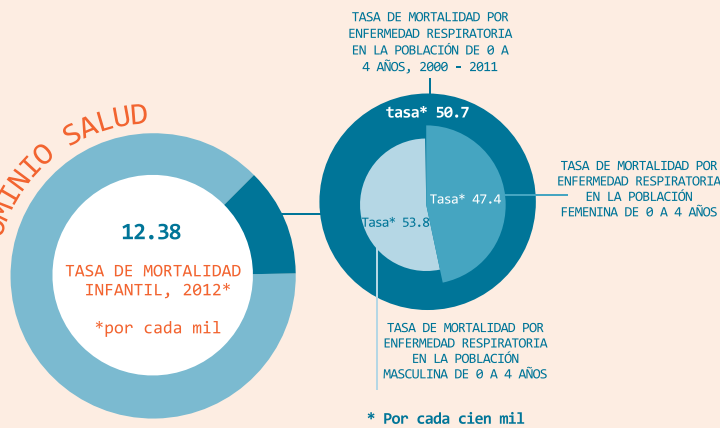 TASA DE MORTALIDAD POR
ENFERMEDAD RESPIRATORIA
EN LA POBLACIÓN DE 0 A
4 AÑOS, 2000 - 2011
tasa* 50.7
SALUD
12.38
TASA DE MORTALIDAD
INFANTIL, 2012*
*por cada mil
Tasa* 47.4
Tasa* 53.8
TASA DE MORTALIDAD POR
ENFERMEDAD RESPIRATORIA
EN LA POBLACIÓN
FEMENINA DE 0 A 4 AÑOS
TASA DE MORTALIDAD POR
ENFERMEDAD RESPIRATORIA
EN LA POBLACIÓN
MASCULINA DE 0 A 4 AÑOS
* Por cada cien mil